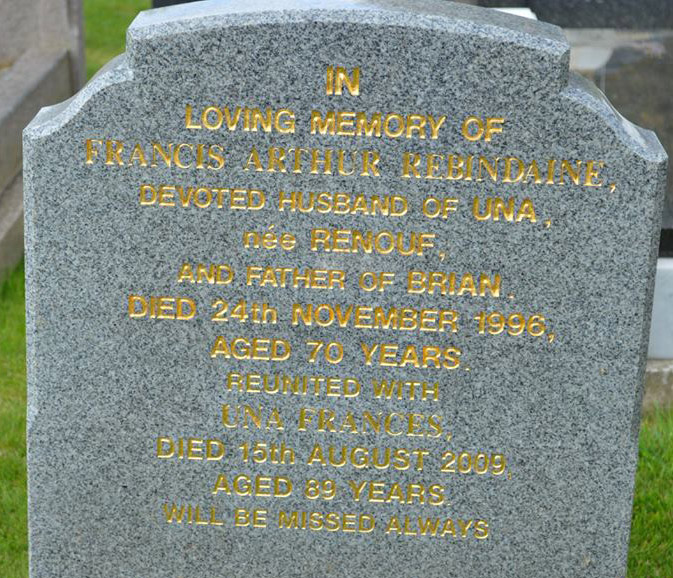 IN
LOVING MEMORY OF
FRANCIS ARTHUR REBINDAINE,
DEVOTED HUSBAND OF UNA,
née RENOUF,
AND FATHER OF BRIAN.
DIED 24th NOVEMBER 1996,
AGED 70 YEARS.
REUNITED WITH
UNA FRANCES,
DIED 15th AUGUST 2009,
AGED 89 YEARS.
WILL BE MISSED ALWAYS